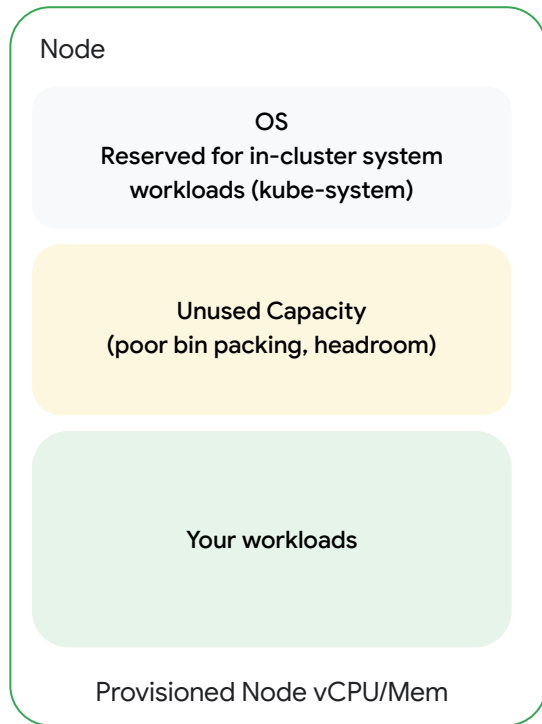 Node
OS
Reserved for in-cluster system
workloads (kube-system)
Unused Capacity
(poor bin packing, headroom)
Your workloads
Provisioned Node vCPU/Mem